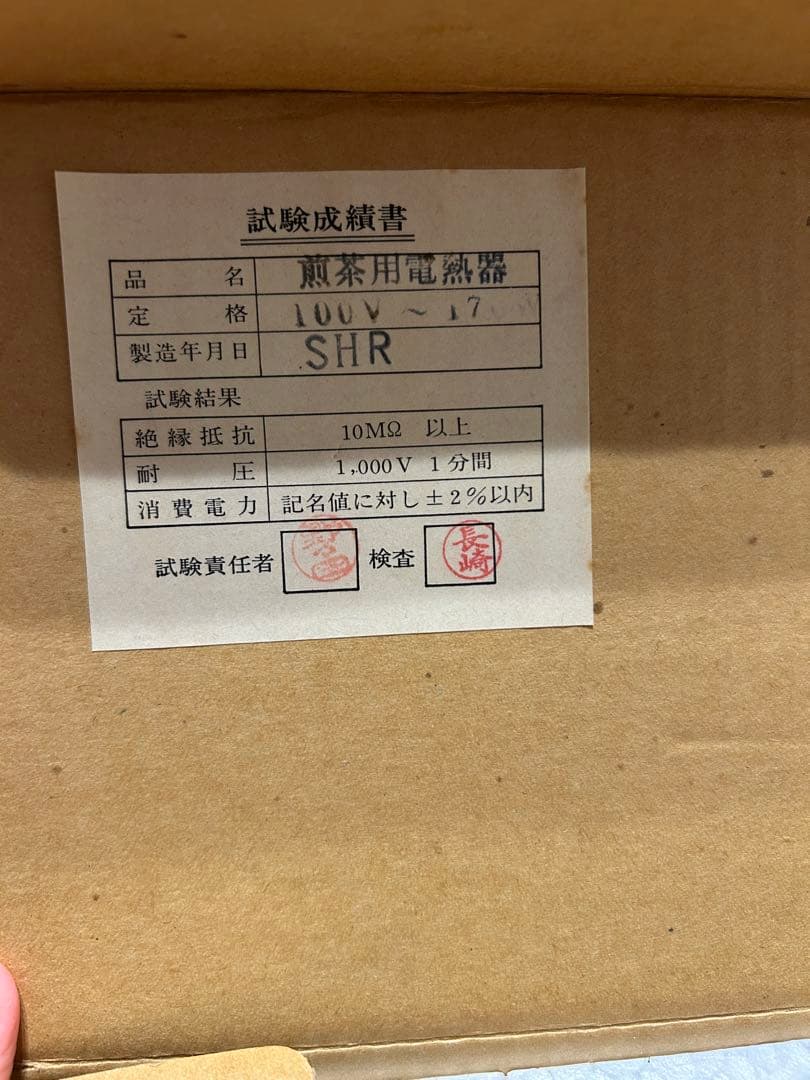 試験成績書
品名 煎茶用電熱器
定格 100V～17
製造年月日 SHR
試験結果
絶縁抵抗 10MΩ 以上
耐圧 1,000V 1分間
消費電力 記名値に対し±2%以内
試験責任者 検査 長崎